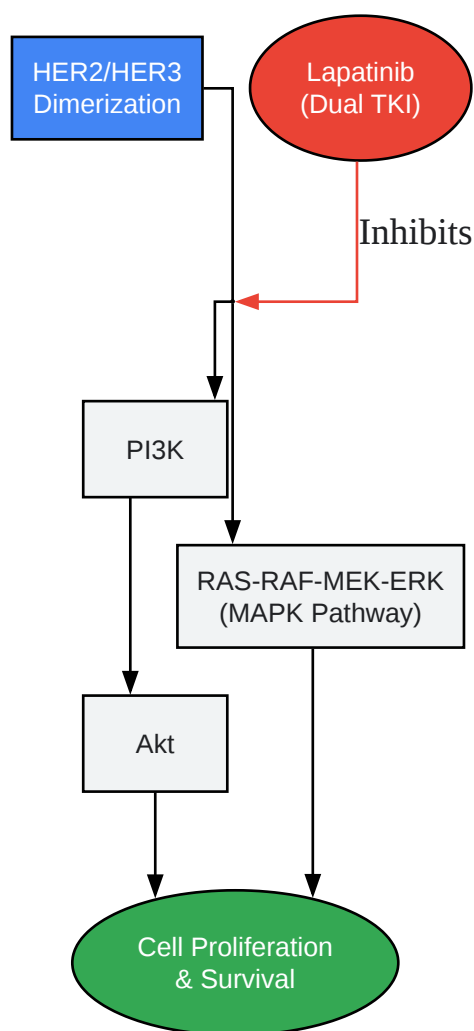 HER2/HER3
Dimerization
Lapatinib
(Dual TKI)
Inhibits
PI3K
RAS-RAF-MEK-ERK
(MAPK Pathway)
Akt
Cell Proliferation
& Survival